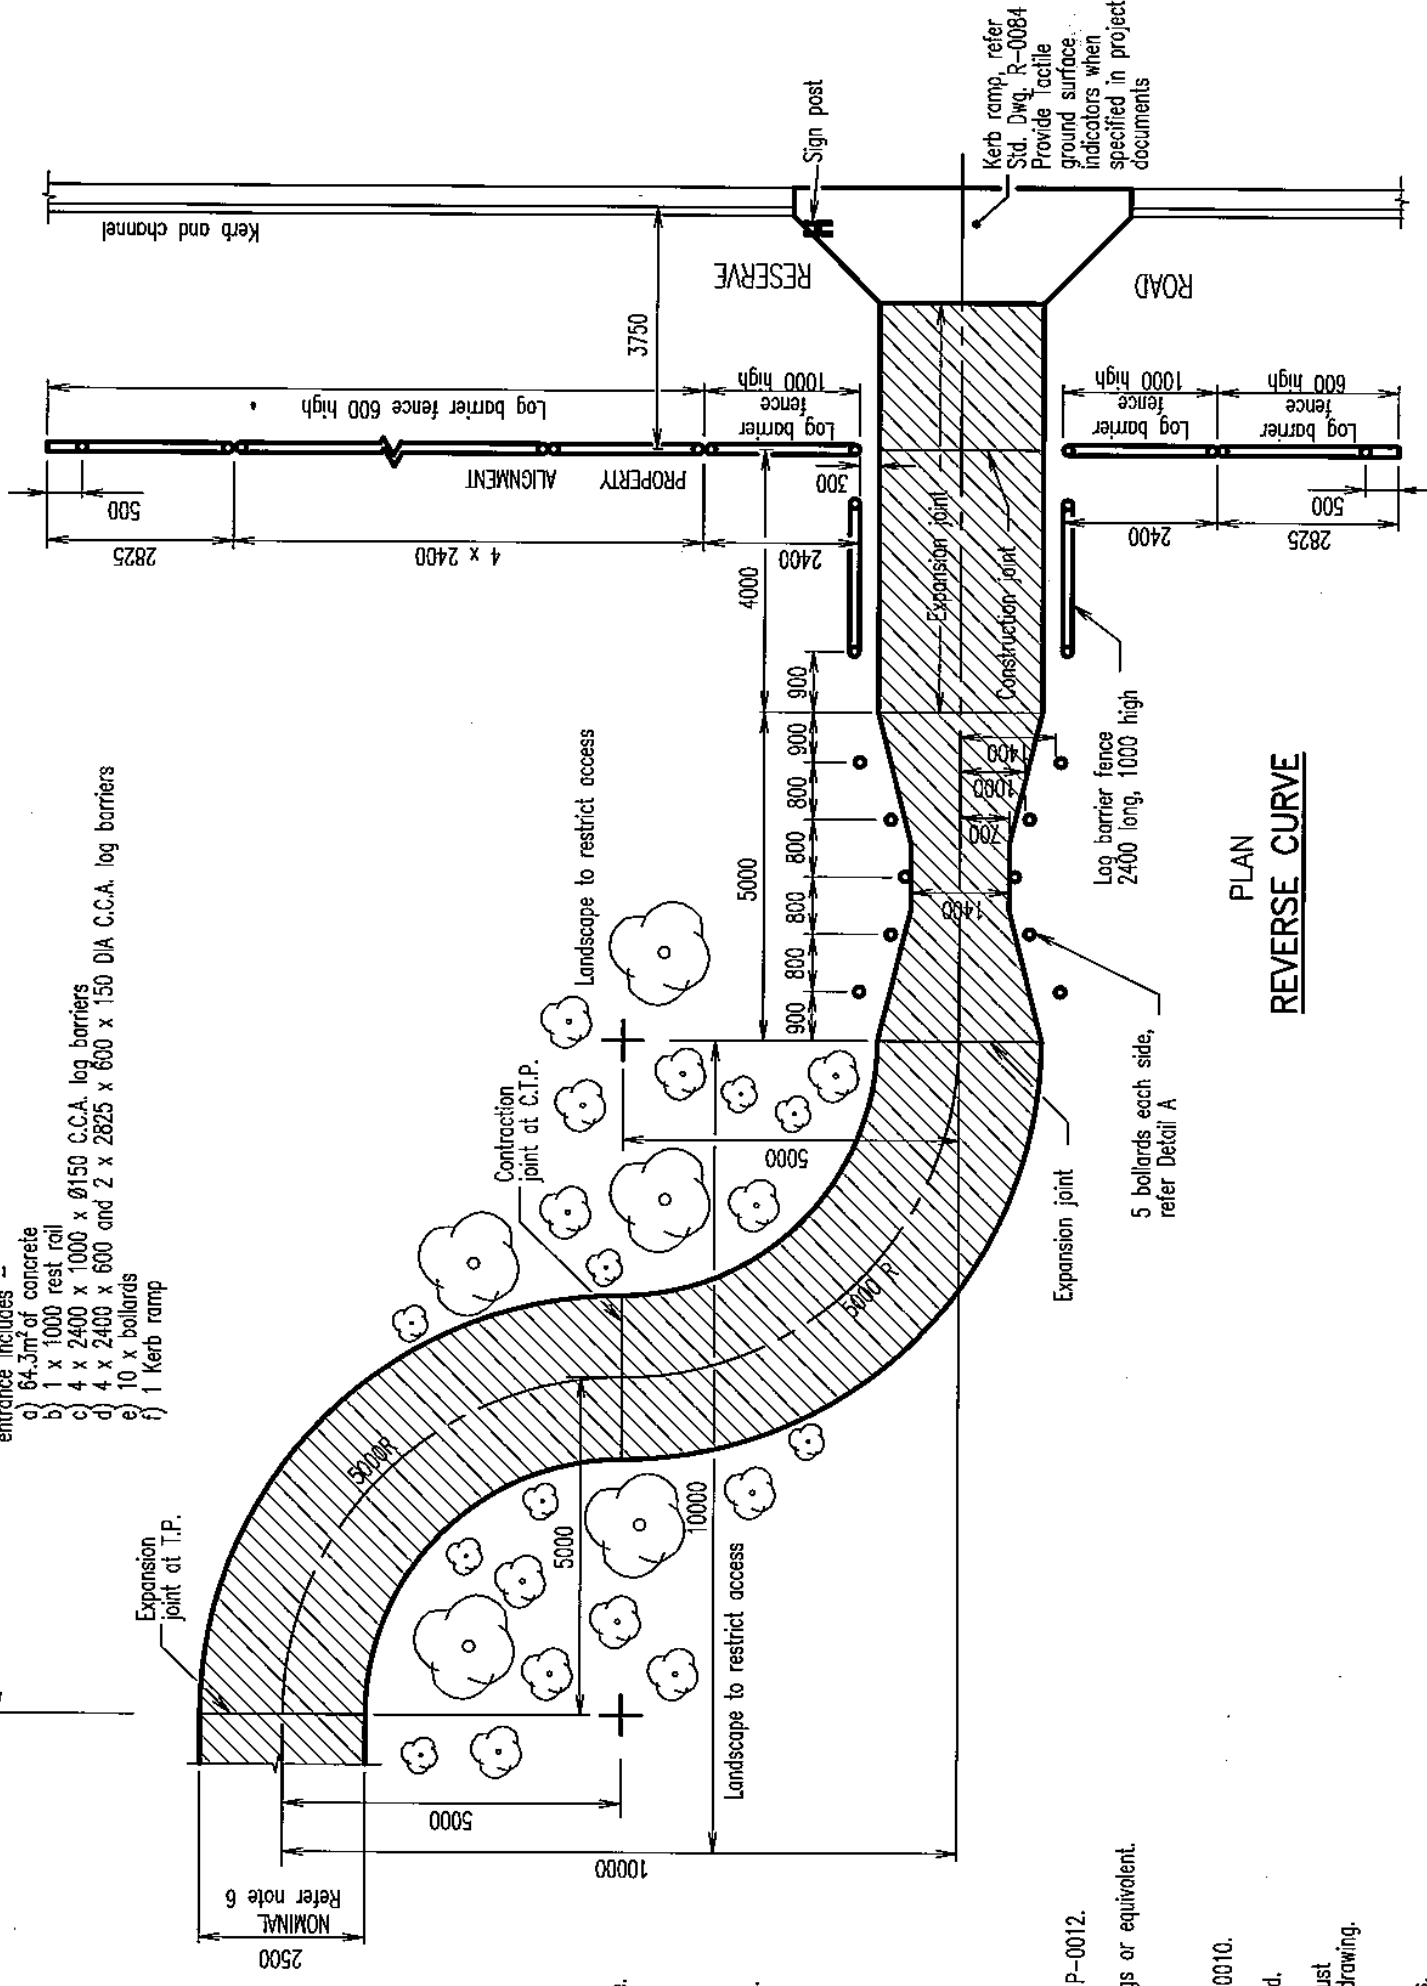 entrance includes –
a) 64.3m² of concrete
b) 1 x 1000 rest rail
c) 4 x 2400 x 1000 x Ø150 C.C.A. log barriers
d) 4 x 2400 x 600 and 2 x 2825 x 600 x 150 DIA C.C.A. log barriers
e) 10 x bollards
f) 1 Kerb ramp
Kerb and channel
Sign post
Kerb ramp, refer
Std. Dwg. R-0084
Provide Tactile
ground surface
indicators when
specified in project
documents
RESERVE
ROAD
3750
Log barrier fence 600 high
Log barrier
fence
1000 high
Log barrier
fence
1000 high
Log barrier
fence
600 high
PROPERTY
ALIGNMENT
500
2825
4 x 2400
2400
300
500
2400
2825
4000
Expansion joint
Construction joint
900
900
800
800
800
800
900
5000
1400
1000
700
1400
Log barrier fence
2400 long, 1000 high
5 bollards each side,
refer Detail A
Expansion joint
Landscape to restrict access
Contraction
joint at C.T.P.
5000
5000 R
5000R
5000
10000
Landscape to restrict access
Expansion
joint at T.P.
5000
10000
2500
NOMINAL
Refer note 6
PLAN
REVERSE CURVE
P-0012.
gs or equivalent.
0010.
d.
ust
drawing.